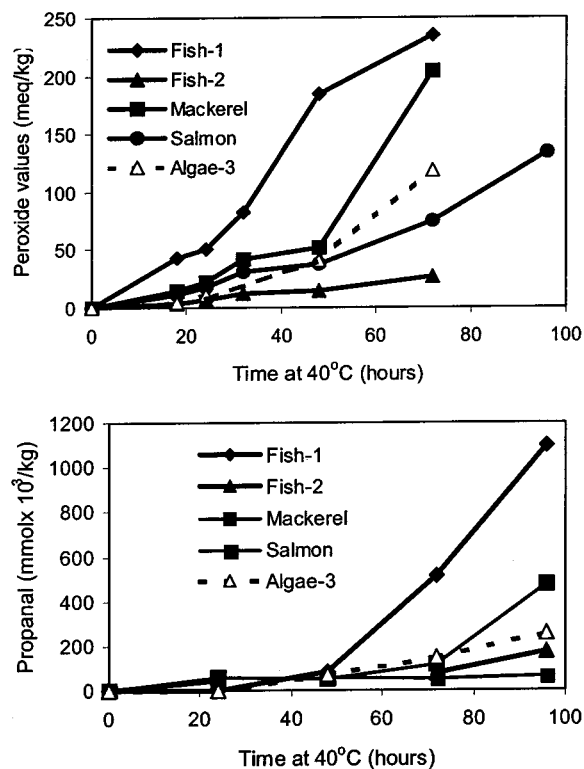 Peroxide values (meq/kg)
250
200
150
100
50
0
Fish-1
Fish-2
Mackerel
Salmon
Algae-3
0 20 40 60 80 100
Time at 40°C (hours)
Propanal (mmolx 10³/kg)
1200
1000
800
600
400
200
0
Fish-1
Fish-2
Mackerel
Salmon
Algae-3
0 20 40 60 80 100
Time at 40°C (hours)